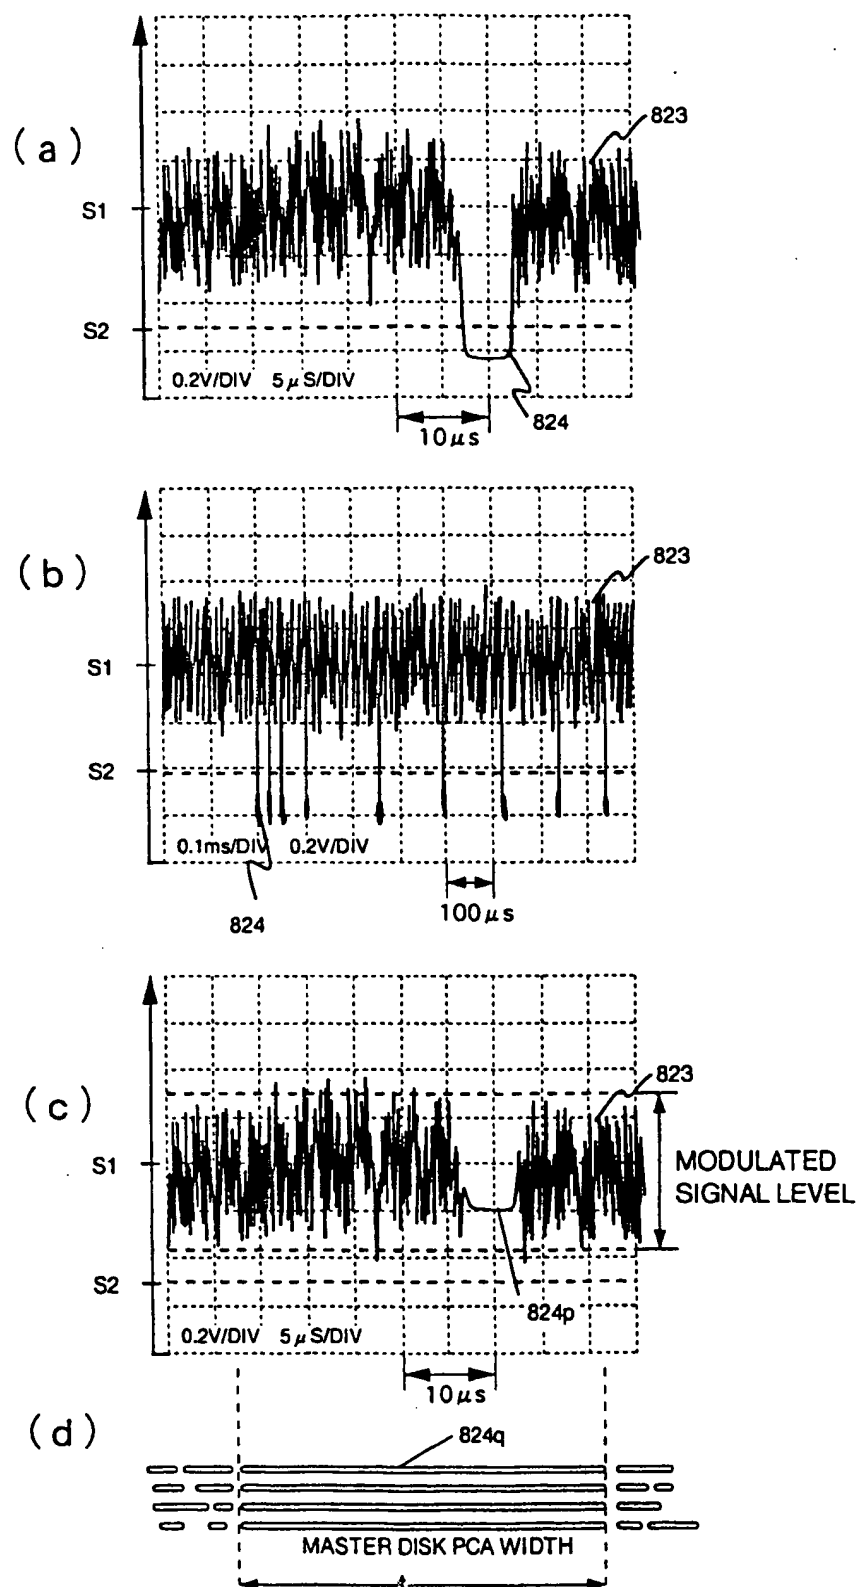 (a)
823
S1
S2
0.2V/DIV 5μS/DIV
824
10μs
(b)
823
S1
S2
0.1ms/DIV 0.2V/DIV
824
100μs
(c)
823
S1
MODULATED
SIGNAL LEVEL
S2
824p
0.2V/DIV 5μS/DIV
10μs
(d)
824q
MASTER DISK PCA WIDTH